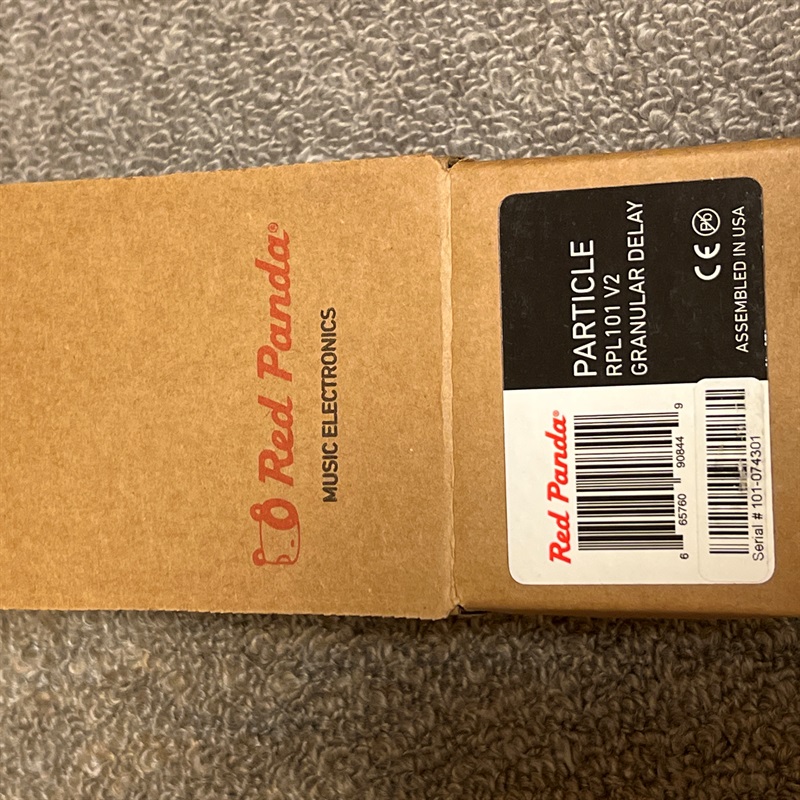 Red Panda®
MUSIC ELECTRONICS
Red Panda®
6 65760 90844 9
Serial # 101-074301
PARTICLE
RPL101 V2
GRANULAR DELAY
CE Pb
ASSEMBLED IN USA